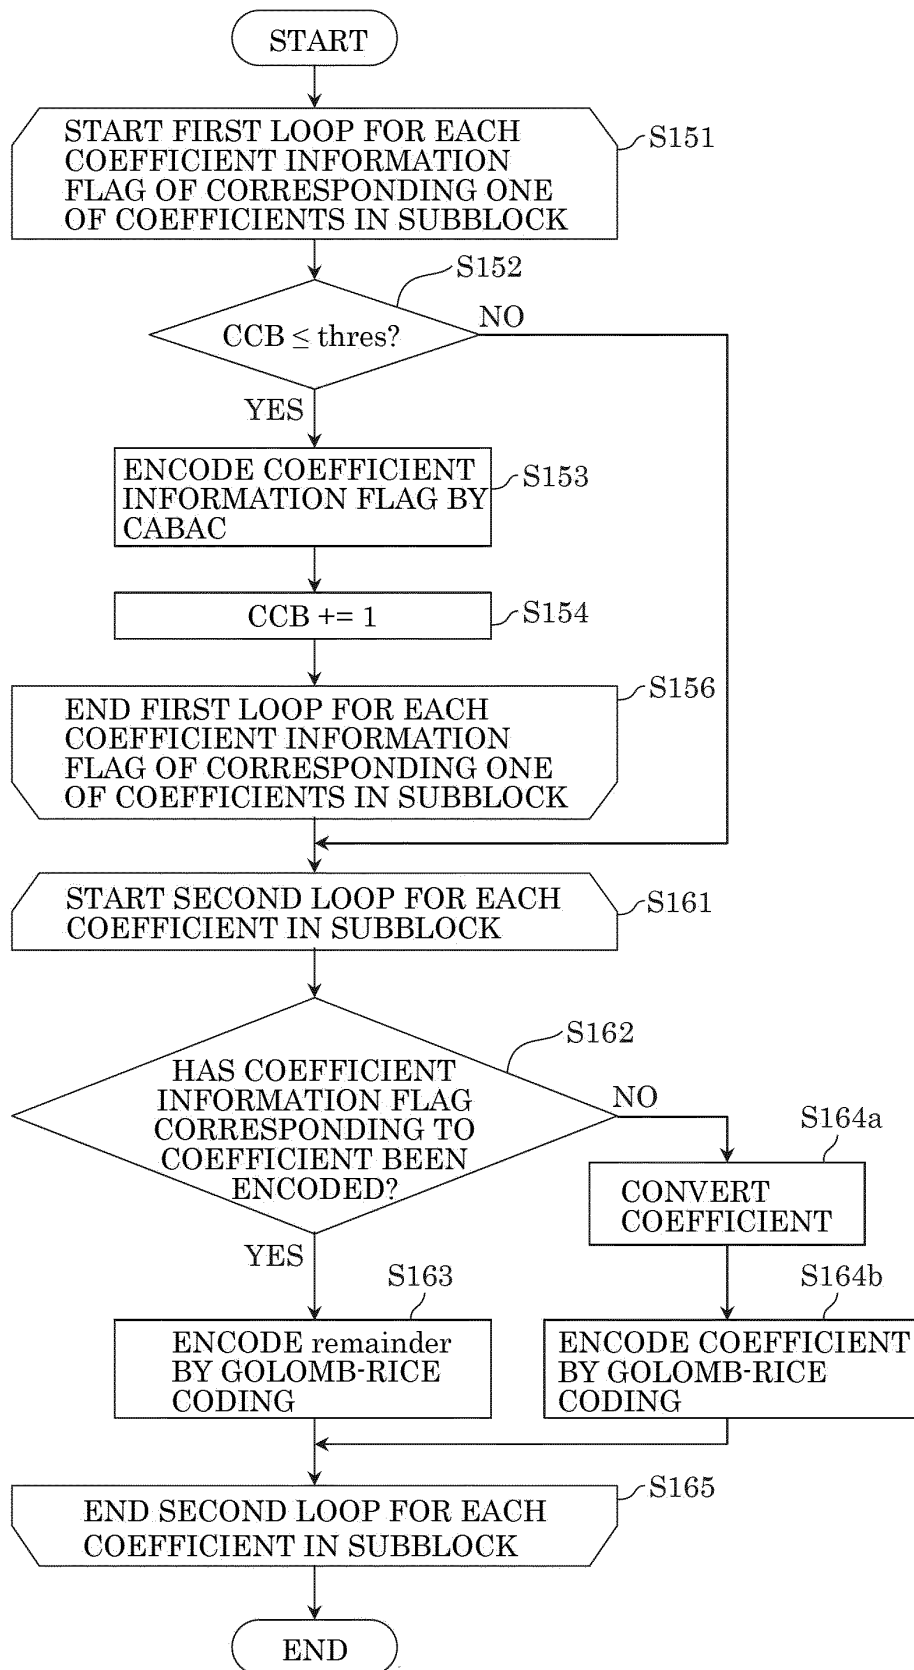 START
START FIRST LOOP FOR EACH
COEFFICIENT INFORMATION
FLAG OF CORRESPONDING ONE
OF COEFFICIENTS IN SUBBLOCK
S151
S152
CCB ≤ thres?
NO
YES
ENCODE COEFFICIENT
INFORMATION FLAG BY
CABAC
S153
CCB += 1
S154
END FIRST LOOP FOR EACH
COEFFICIENT INFORMATION
FLAG OF CORRESPONDING ONE
OF COEFFICIENTS IN SUBBLOCK
S156
START SECOND LOOP FOR EACH
COEFFICIENT IN SUBBLOCK
S161
S162
HAS COEFFICIENT
INFORMATION FLAG
CORRESPONDING TO
COEFFICIENT BEEN
ENCODED?
NO
YES
S164a
CONVERT
COEFFICIENT
S163
ENCODE remainder
BY GOLOMB-RICE
CODING
S164b
ENCODE COEFFICIENT
BY GOLOMB-RICE
CODING
END SECOND LOOP FOR EACH
COEFFICIENT IN SUBBLOCK
S165
END